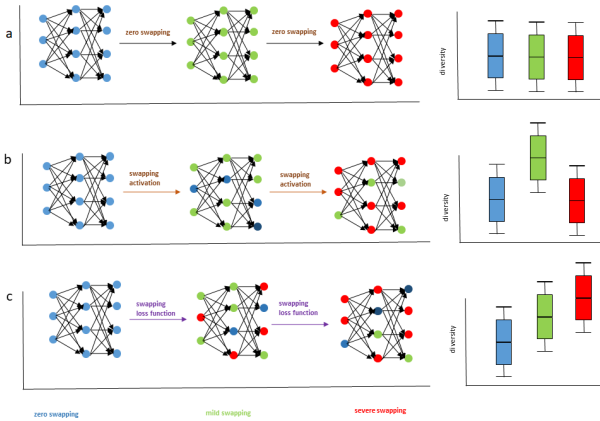 a
zero swapping
zero swapping
diversity
b
swapping
activation
swapping
activation
diversity
c
swapping
loss function
swapping
loss function
diversity
zero swapping
mild swapping
severe swapping